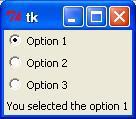 tk
Option 1
Option 2
Option 3
You selected the option 1